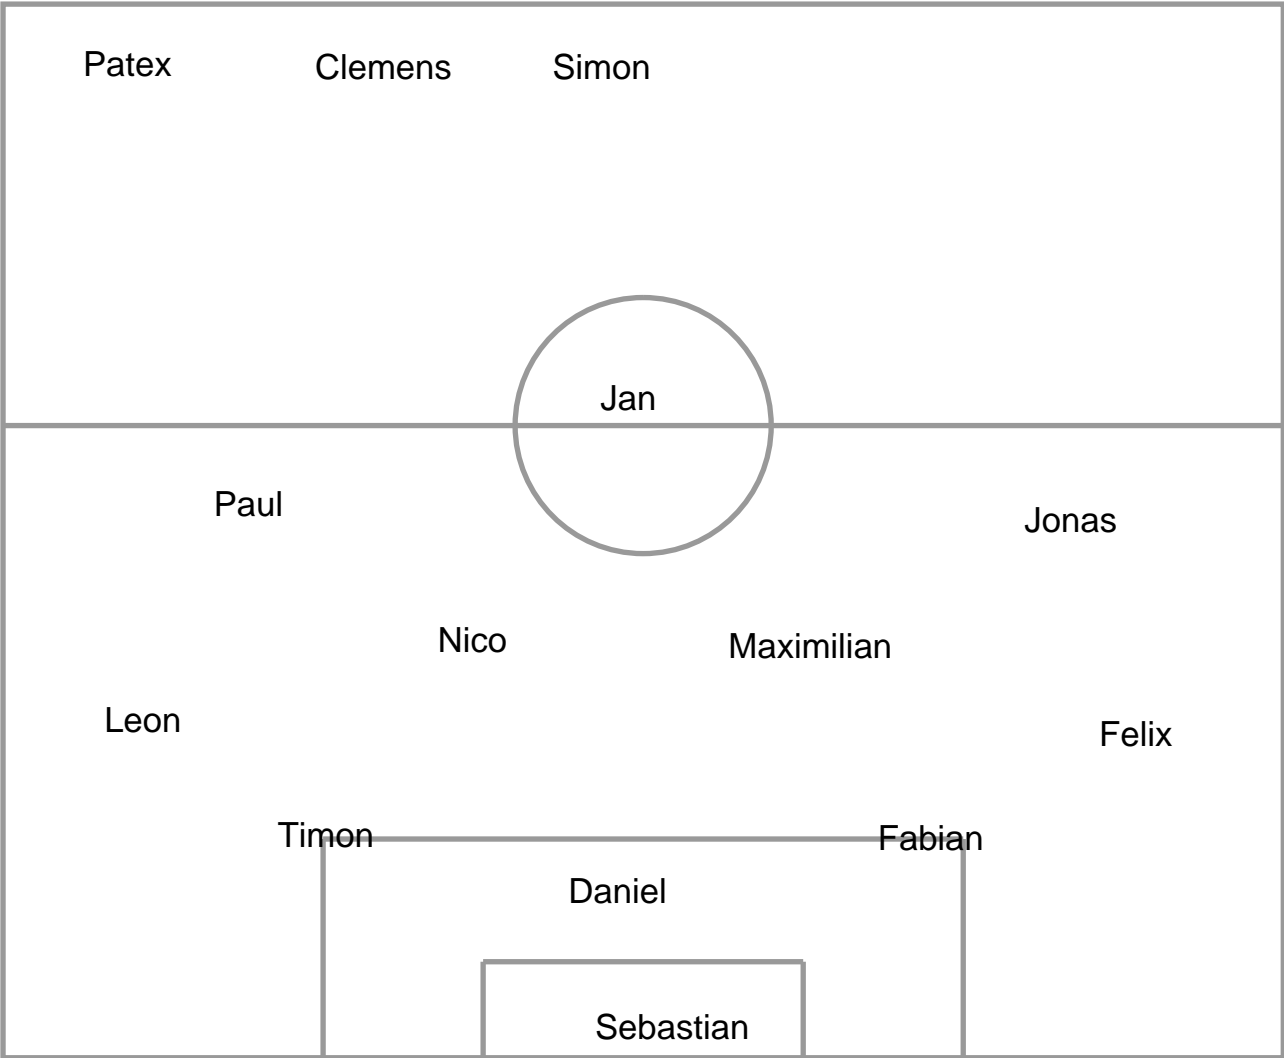 Patex Clemens Simon
Jan
Paul Jonas
Nico Maximilian
Leon Felix
Timon Fabian
Daniel
Sebastian